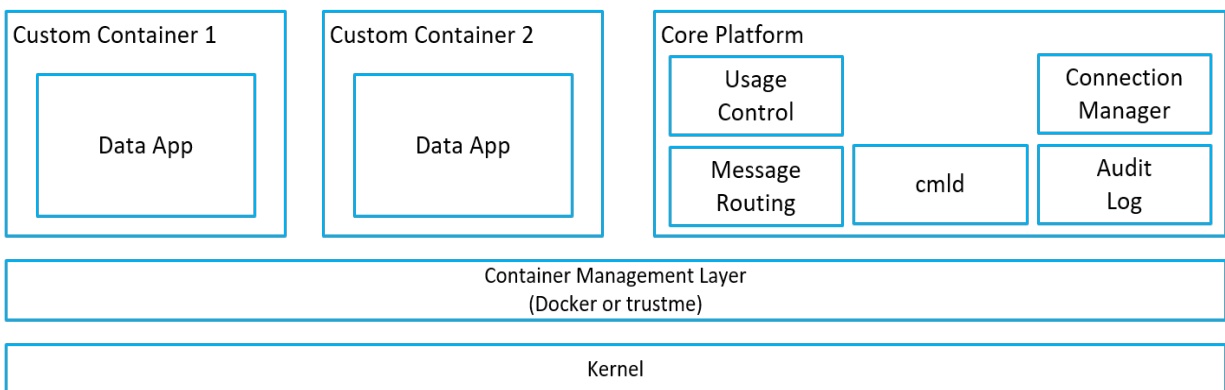 Custom Container 1
Data App
Custom Container 2
Data App
Core Platform
Usage
Control
Connection
Manager
Message
Routing
cmld
Audit
Log
Container Management Layer
(Docker or trustme)
Kernel